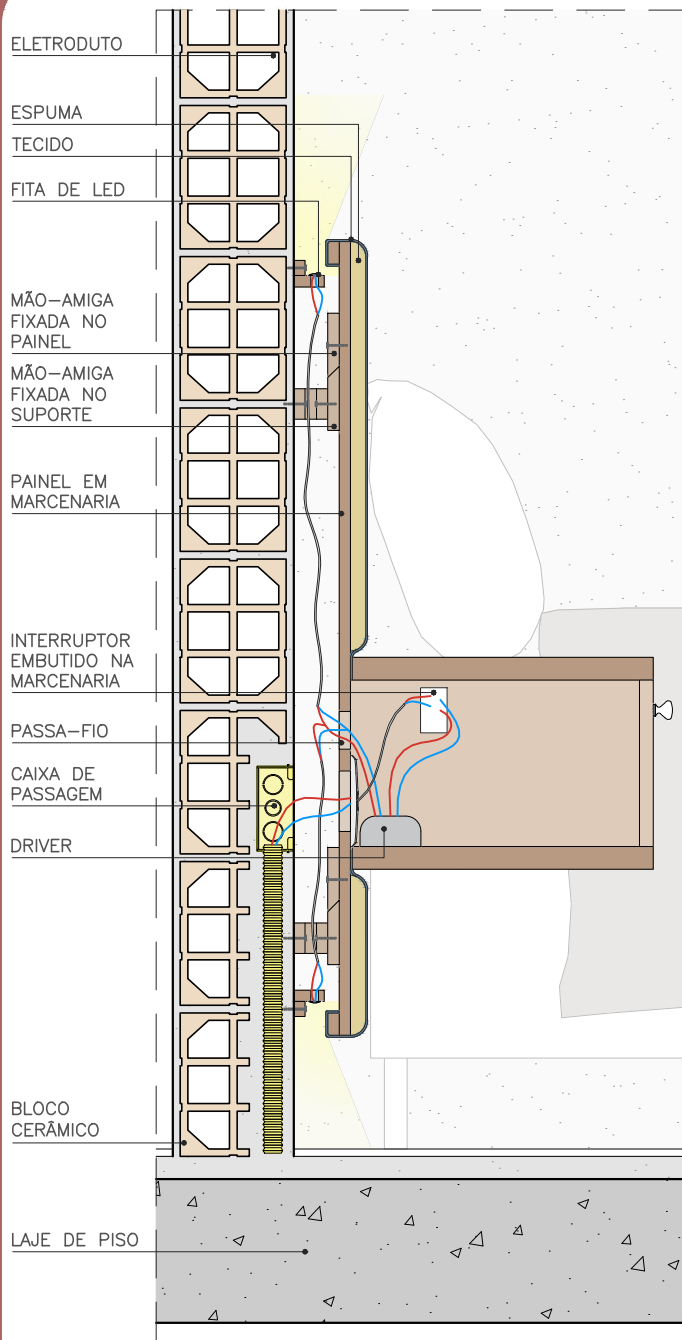 ELETRODUTO
ESPUMA
TECIDO
FITA DE LED
MÃO-AMIGA
FIXADA NO
PAINEL
MÃO-AMIGA
FIXADA NO
SUPORTE
PAINEL EM
MARCENARIA
INTERRUPTOR
EMBUTIDO NA
MARCENARIA
PASSA-FIO
CAIXA DE
PASSAGEM
DRIVER
BLOCO
CERÂMICO
LAJE DE PISO